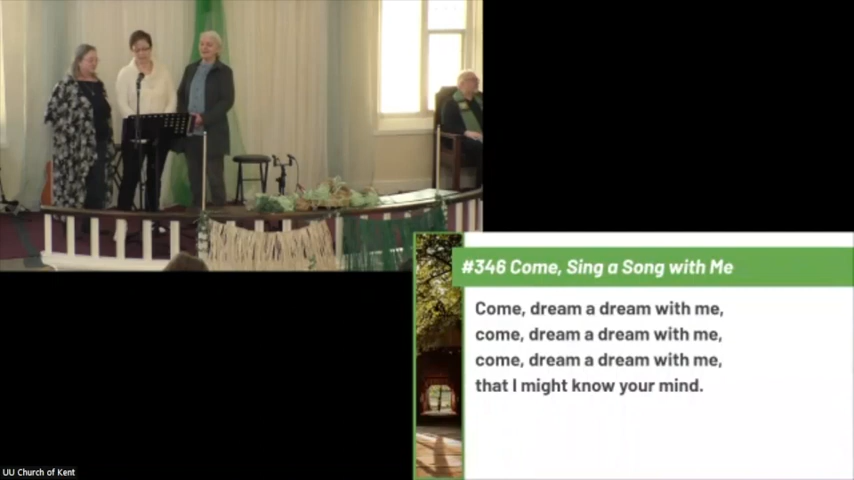 #346 Come, Sing a Song with Me
Come, dream a dream with me,
come, dream a dream with me,
come, dream a dream with me,
that I might know your mind.
UU Church of Kent